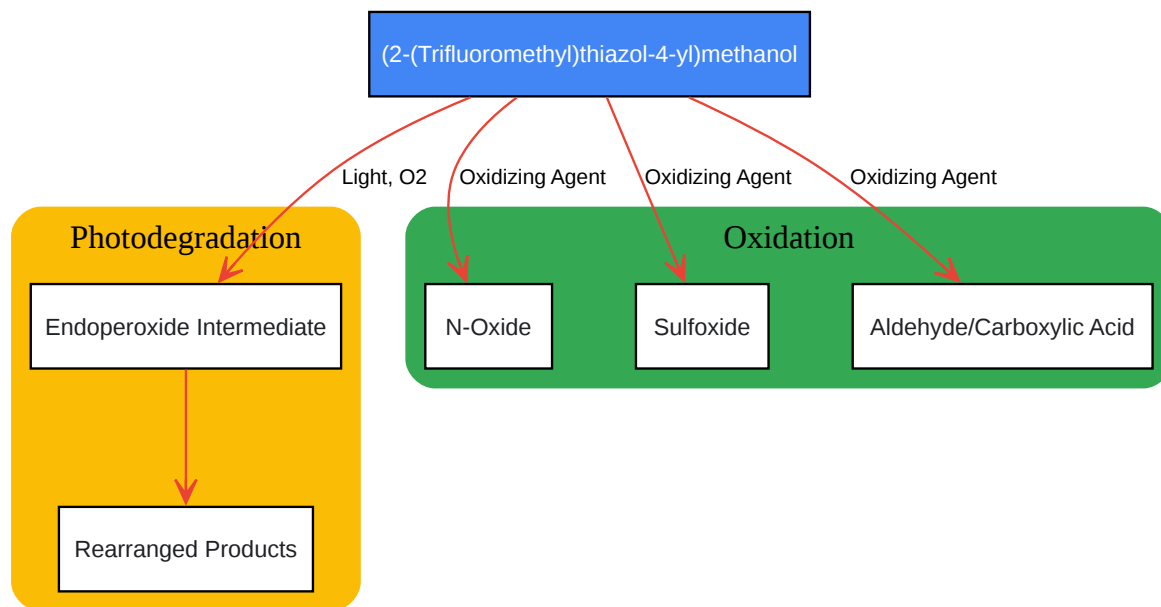 (2-(Trifluoromethyl)thiazol-4-yl)methanol
Light, O2
Oxidizing Agent
Oxidizing Agent
Oxidizing Agent
Photodegradation
Oxidation
Endoperoxide Intermediate
N-Oxide
Sulfoxide
Aldehyde/Carboxylic Acid
Rearranged Products